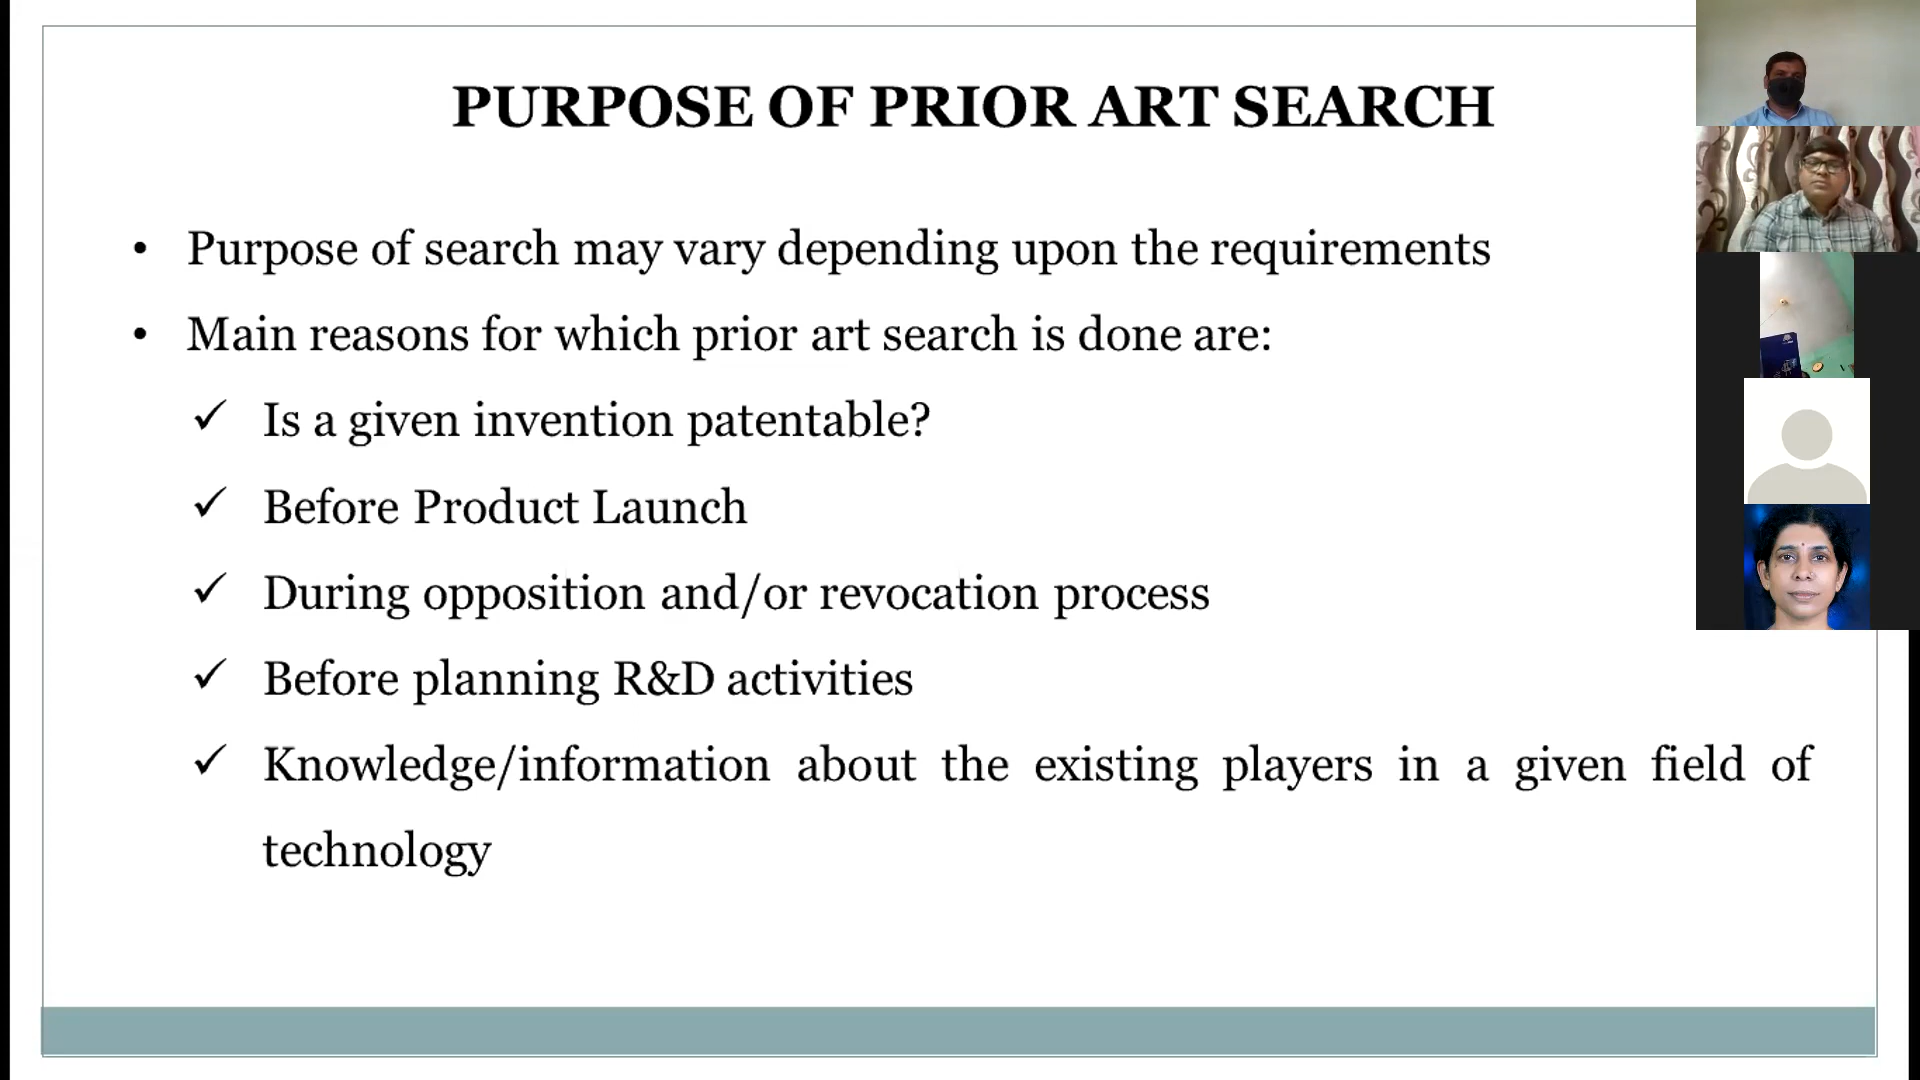 PURPOSE OF PRIOR ART SEARCH
• Purpose of search may vary depending upon the requirements
• Main reasons for which prior art search is done are:
✓ Is a given invention patentable?
✓ Before Product Launch
✓ During opposition and/or revocation process
✓ Before planning R&D activities
✓ Knowledge/information about the existing players in a given field of
technology